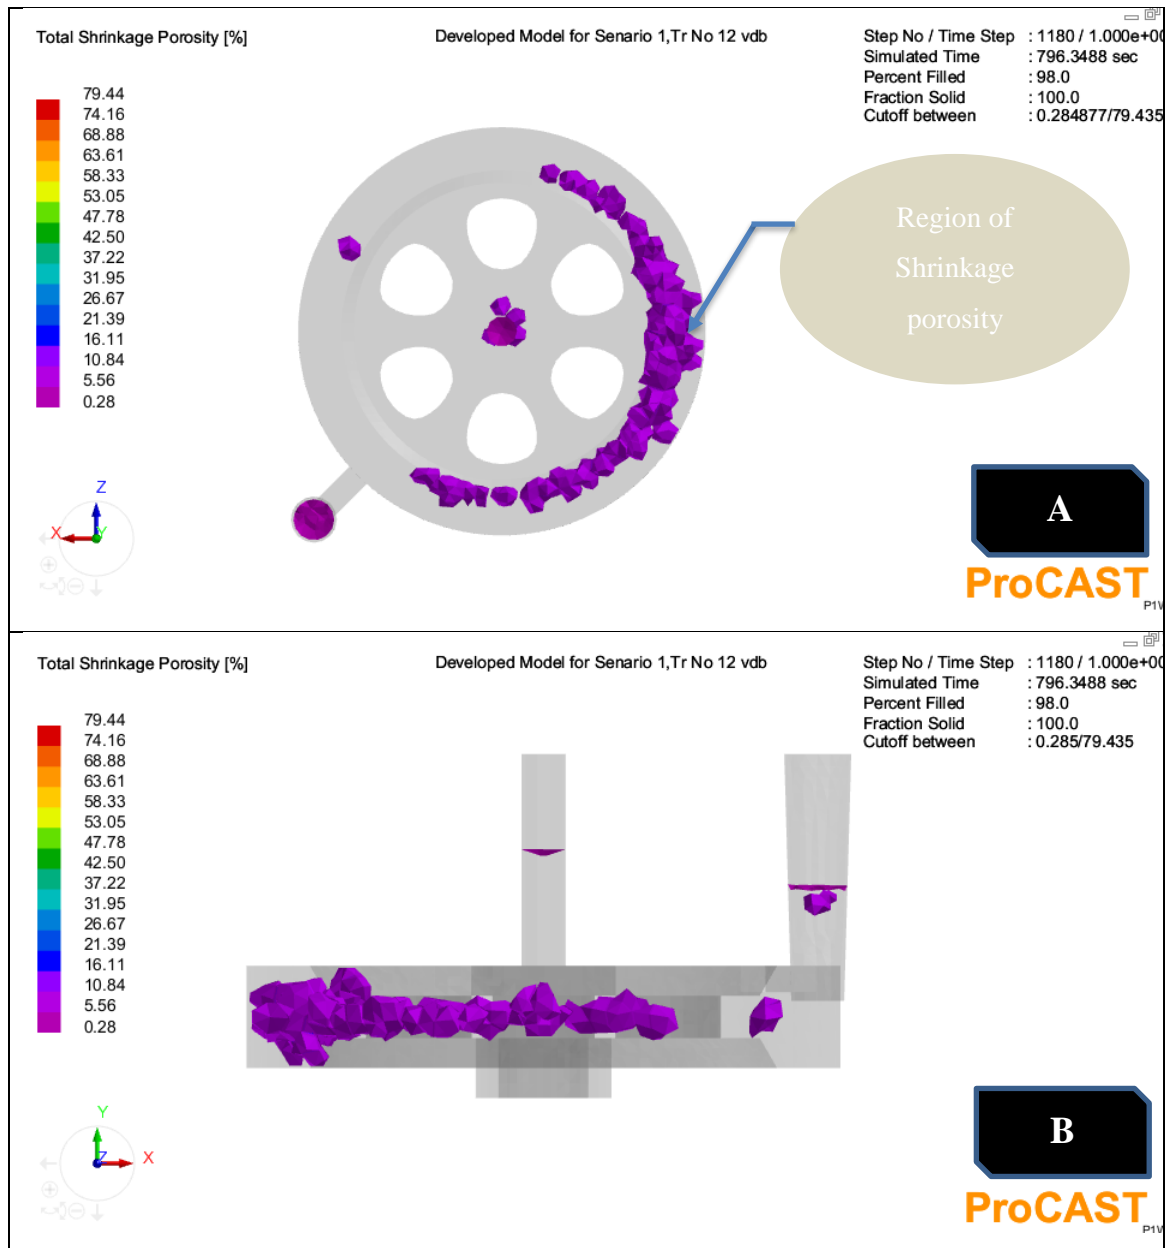 Total Shrinkage Porosity [%]
Developed Model for Senario 1,Tr No 12 vdb
Step No / Time Step : 1180 / 1.000e+00
Simulated Time : 796.3488 sec
Percent Filled : 98.0
Fraction Solid : 100.0
Cutoff between : 0.284877/79.435
79.44
74.16
68.88
63.61
58.33
53.05
47.78
42.50
37.22
31.95
26.67
21.39
16.11
10.84
5.56
0.28
Region of
Shrinkage
porosity
Z
X
Y
A
ProCAST
Total Shrinkage Porosity [%]
Developed Model for Senario 1,Tr No 12 vdb
Step No / Time Step : 1180 / 1.000e+00
Simulated Time : 796.3488 sec
Percent Filled : 98.0
Fraction Solid : 100.0
Cutoff between : 0.285/79.435
79.44
74.16
68.88
63.61
58.33
53.05
47.78
42.50
37.22
31.95
26.67
21.39
16.11
10.84
5.56
0.28
Y
Z
X
B
ProCAST